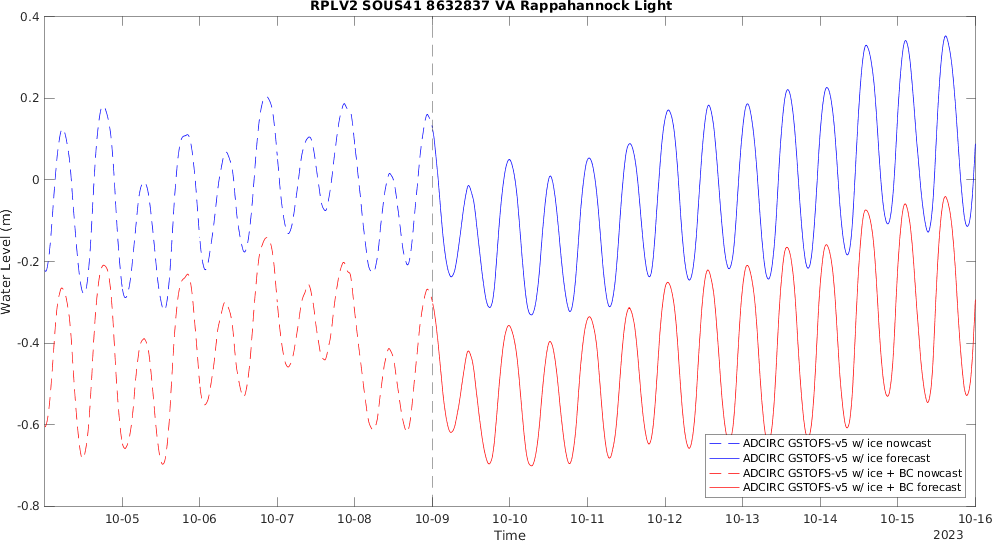 RPLV2 SOUS41 8632837 VA Rappahannock Light
0.4
0.2
0
-0.2
-0.4
-0.6
-0.8
Water Level (m)
ADCIRC GSTOFS-v5 w/ ice nowcast
ADCIRC GSTOFS-v5 w/ ice forecast
ADCIRC GSTOFS-v5 w/ ice + BC nowcast
ADCIRC GSTOFS-v5 w/ ice + BC forecast
10-05 10-06 10-07 10-08 10-09 10-10 10-11 10-12 10-13 10-14 10-15 10-16
Time
2023